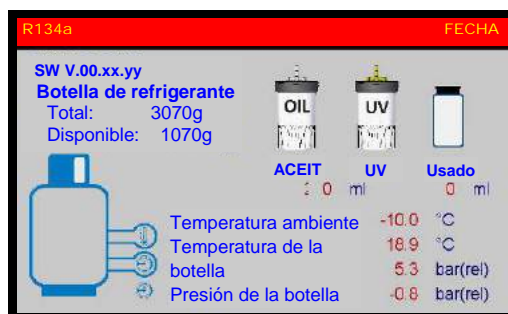 R134a FECHA
SW V.00.xx.yy
Botella de refrigerante
Total: 3070g
Disponible: 1070g
OIL UV
ACEIT UV Usado
0 ml 0 ml
Temperatura ambiente -10.0 °C
Temperatura de la 18.9 °C
botella 5.3 bar(rel)
Presión de la botella -0.8 bar(rel)